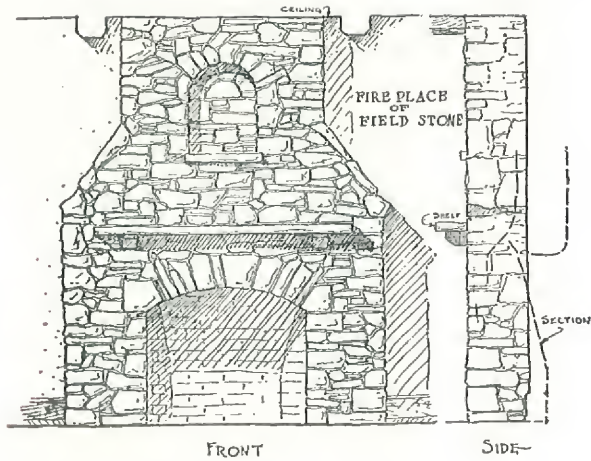 CEILING
FIRE PLACE
OF
FIELD STONE
SHELF
SECTION
FRONT
SIDE